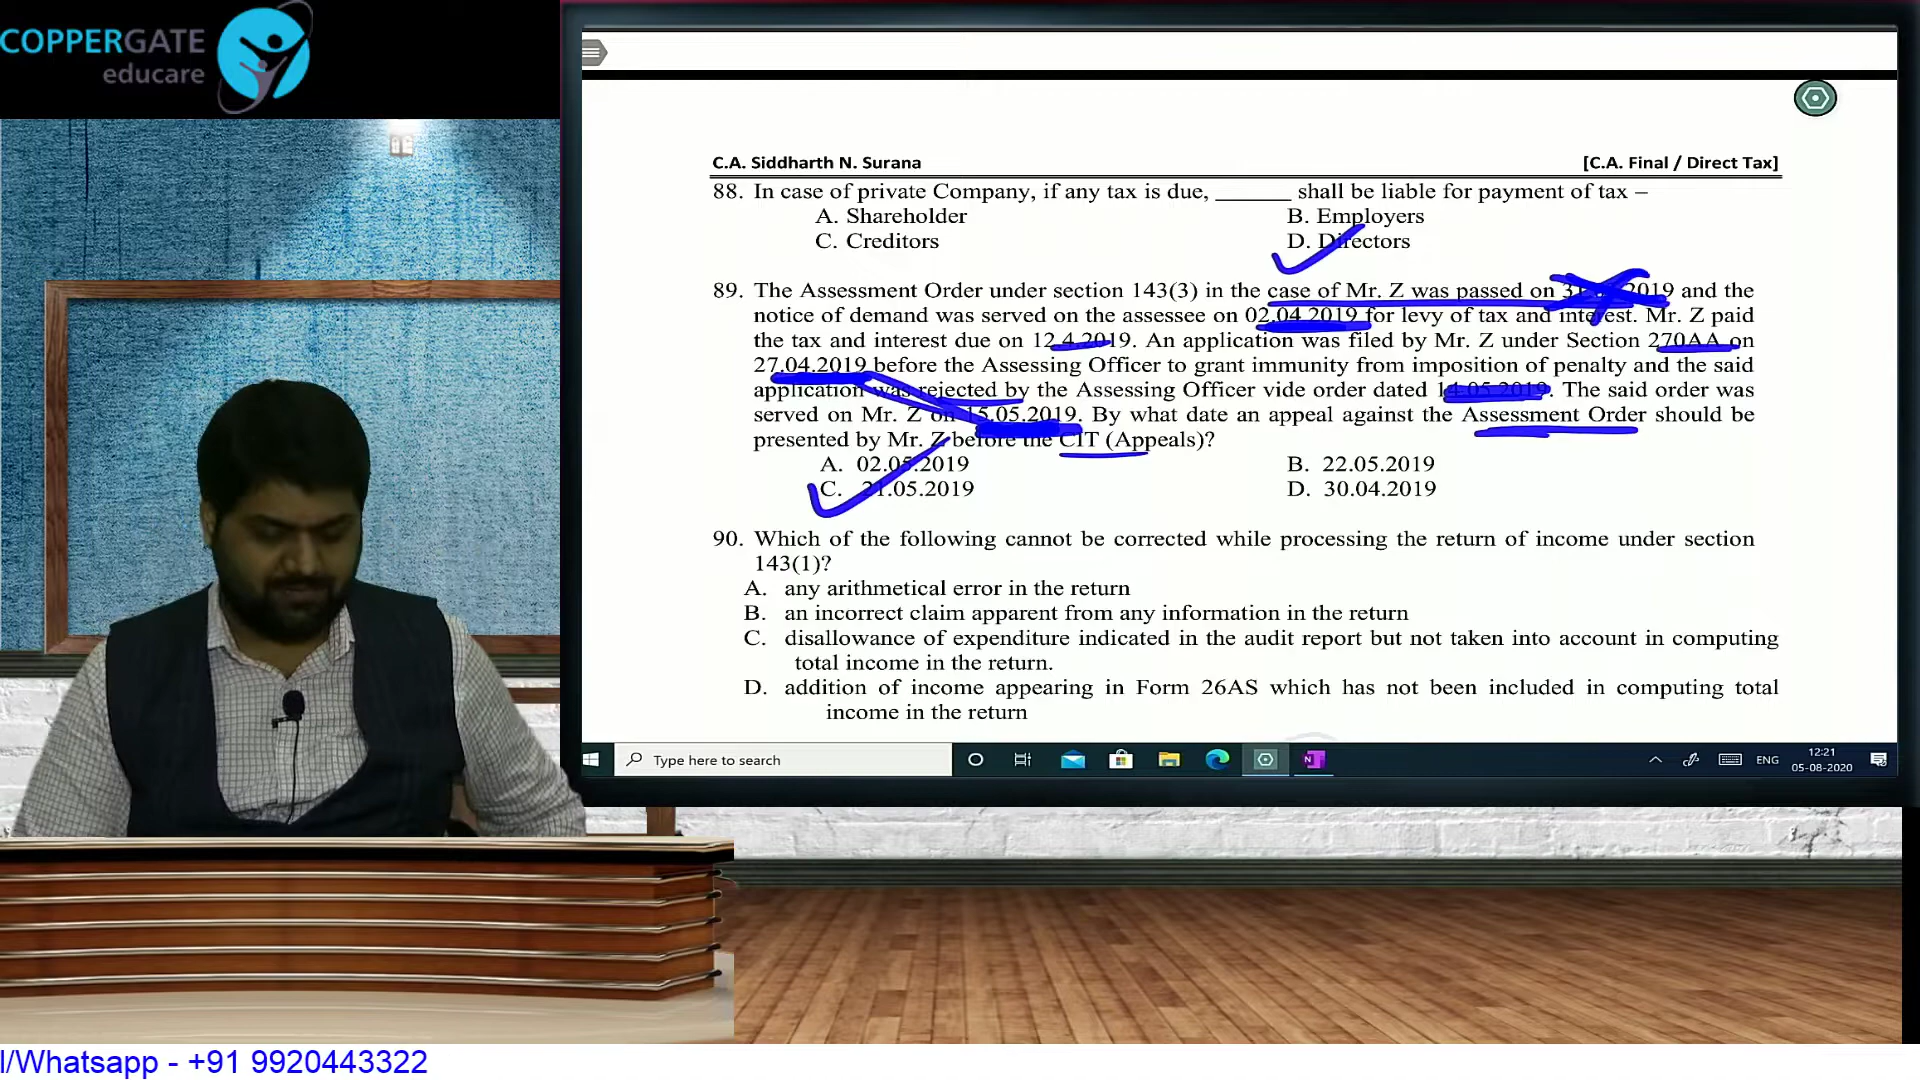 COPPERGATE
educare
C.A. Siddharth N. Surana [C.A. Final / Direct Tax]
88. In case of private Company, if any tax is due, ______ shall be liable for payment of tax –
A. Shareholder B. Employers
C. Creditors D. Directors
89. The Assessment Order under section 143(3) in the case of Mr. Z was passed on 2019 and the
notice of demand was served on the assessee on 02.04.2019 for levy of tax and interest. Mr. Z paid
the tax and interest due on 12.4.2019. An application was filed by Mr. Z under Section 270AA on
27.04.2019 before the Assessing Officer to grant immunity from imposition of penalty and the said
application was rejected by the Assessing Officer vide order dated 14.05.2019. The said order was
served on Mr. Z on 15.05.2019. By what date an appeal against the Assessment Order should be
presented by Mr. Z before the CIT (Appeals)?
A. 02.05.2019 B. 22.05.2019
C. 21.05.2019 D. 30.04.2019
90. Which of the following cannot be corrected while processing the return of income under section
143(1)?
A. any arithmetical error in the return
B. an incorrect claim apparent from any information in the return
C. disallowance of expenditure indicated in the audit report but not taken into account in computing
total income in the return.
D. addition of income appearing in Form 26AS which has not been included in computing total
income in the return
Type here to search
ENG
12:21
05-08-2020
l/Whatsapp - +91 9920443322